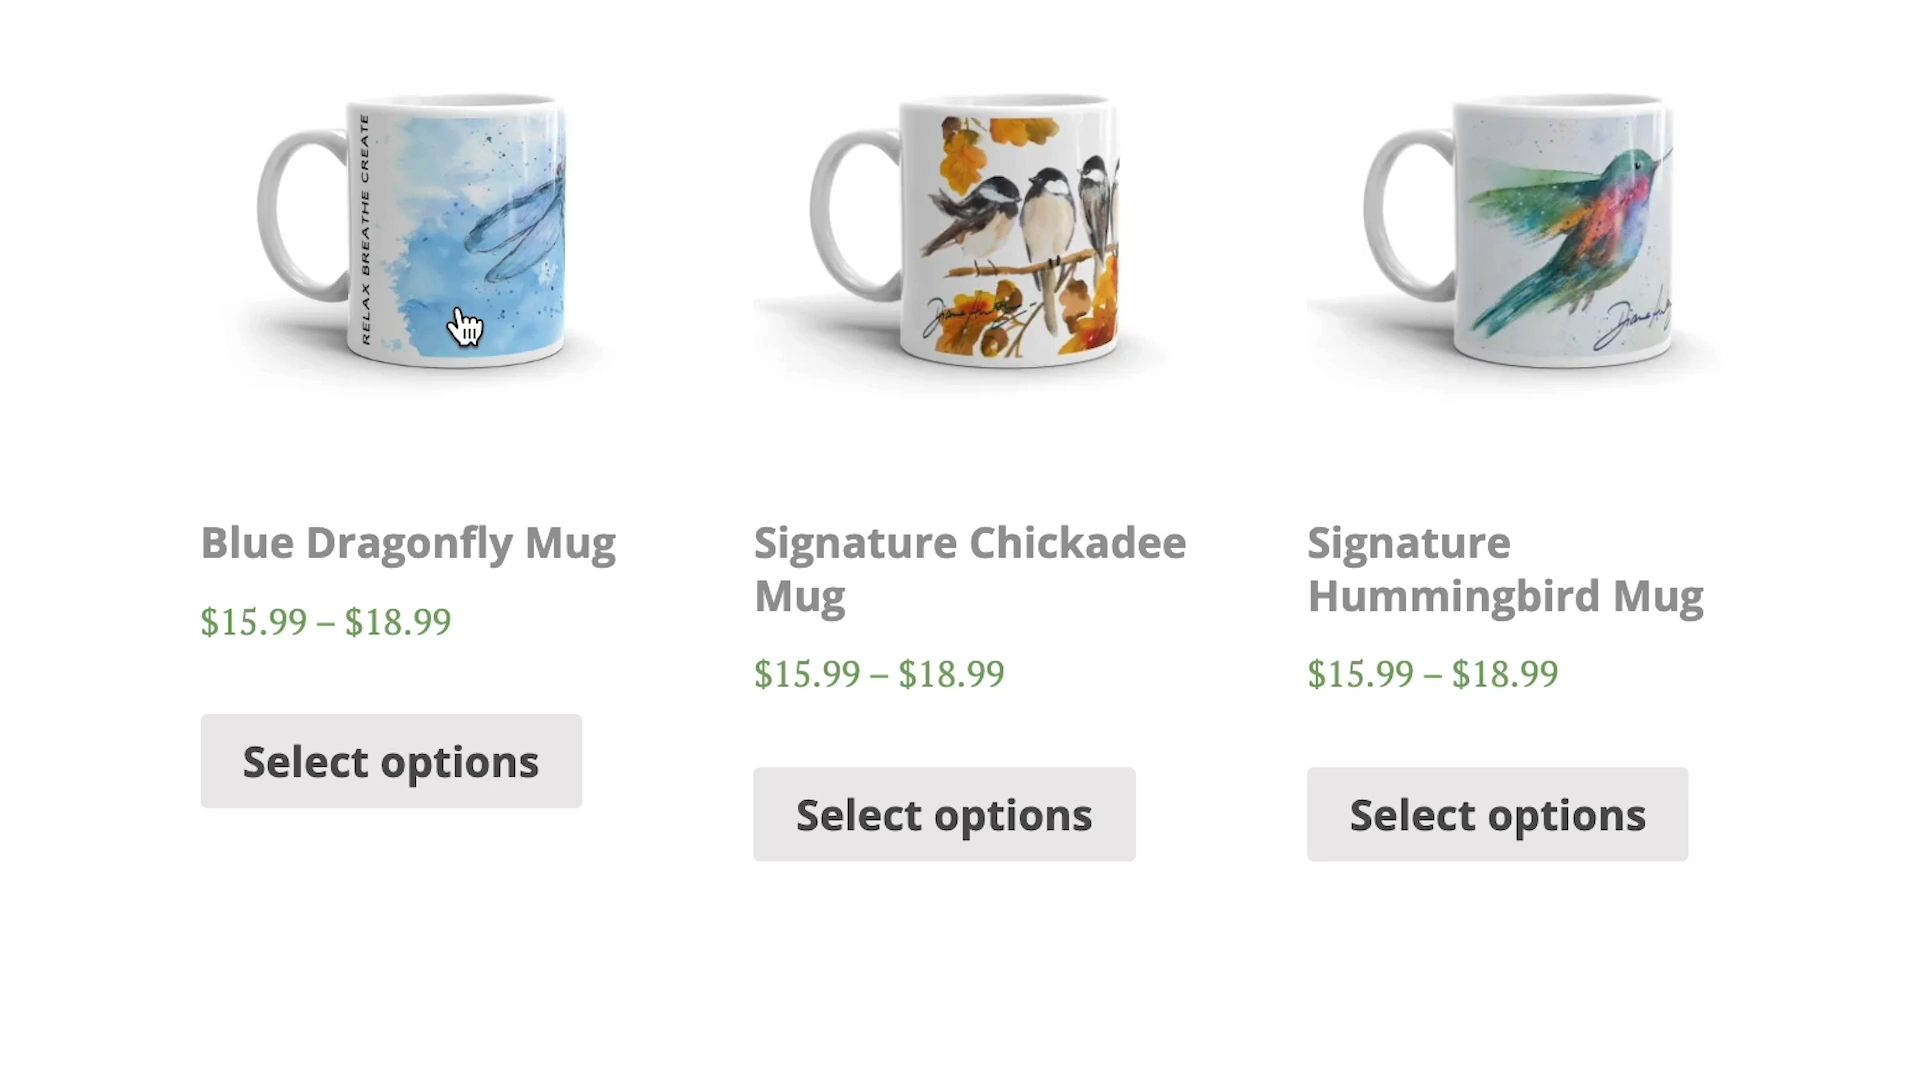 RELAX BREATHE CREATE
Blue Dragonfly Mug
$15.99 – $18.99
Select options
Signature Chickadee
Mug
$15.99 – $18.99
Select options
Signature
Hummingbird Mug
$15.99 – $18.99
Select options